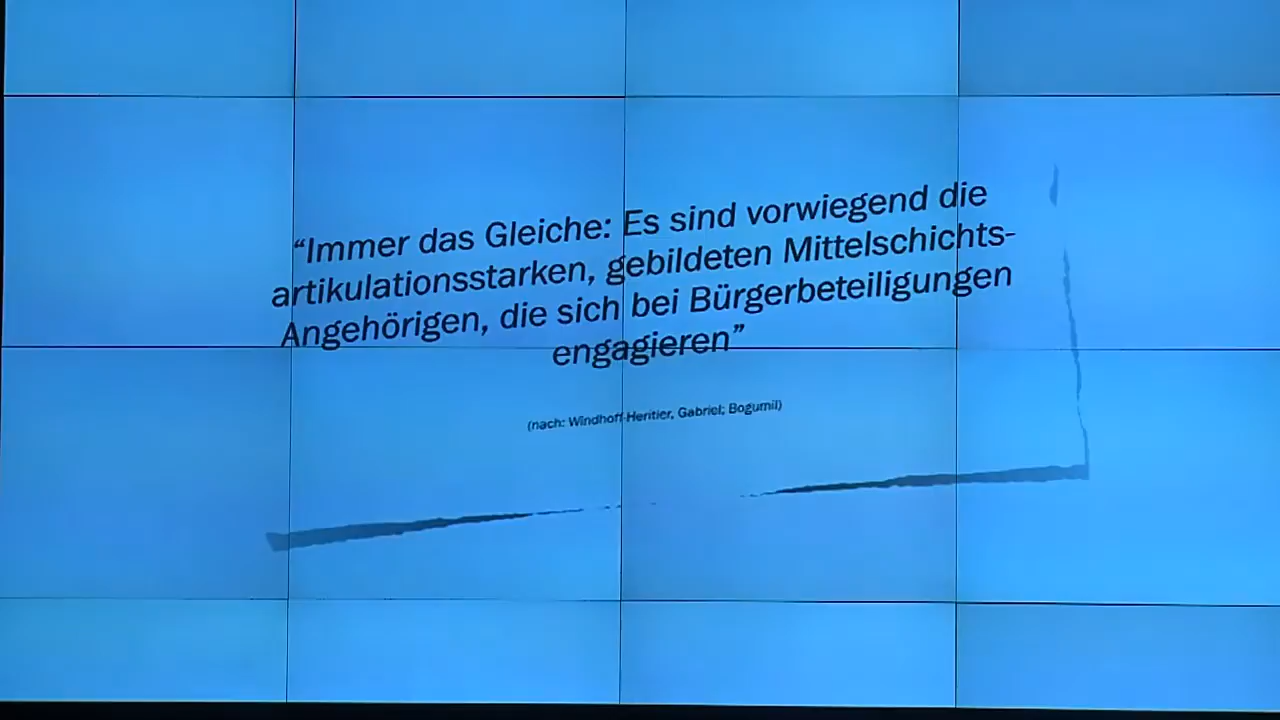 “Immer das Gleiche: Es sind vorwiegend die
artikulationsstarken, gebildeten Mittelschichts-
Angehörigen, die sich bei Bürgerbeteiligungen
engagieren”
(nach: Windhoff-Heritier, Gabriel; Bogumil)